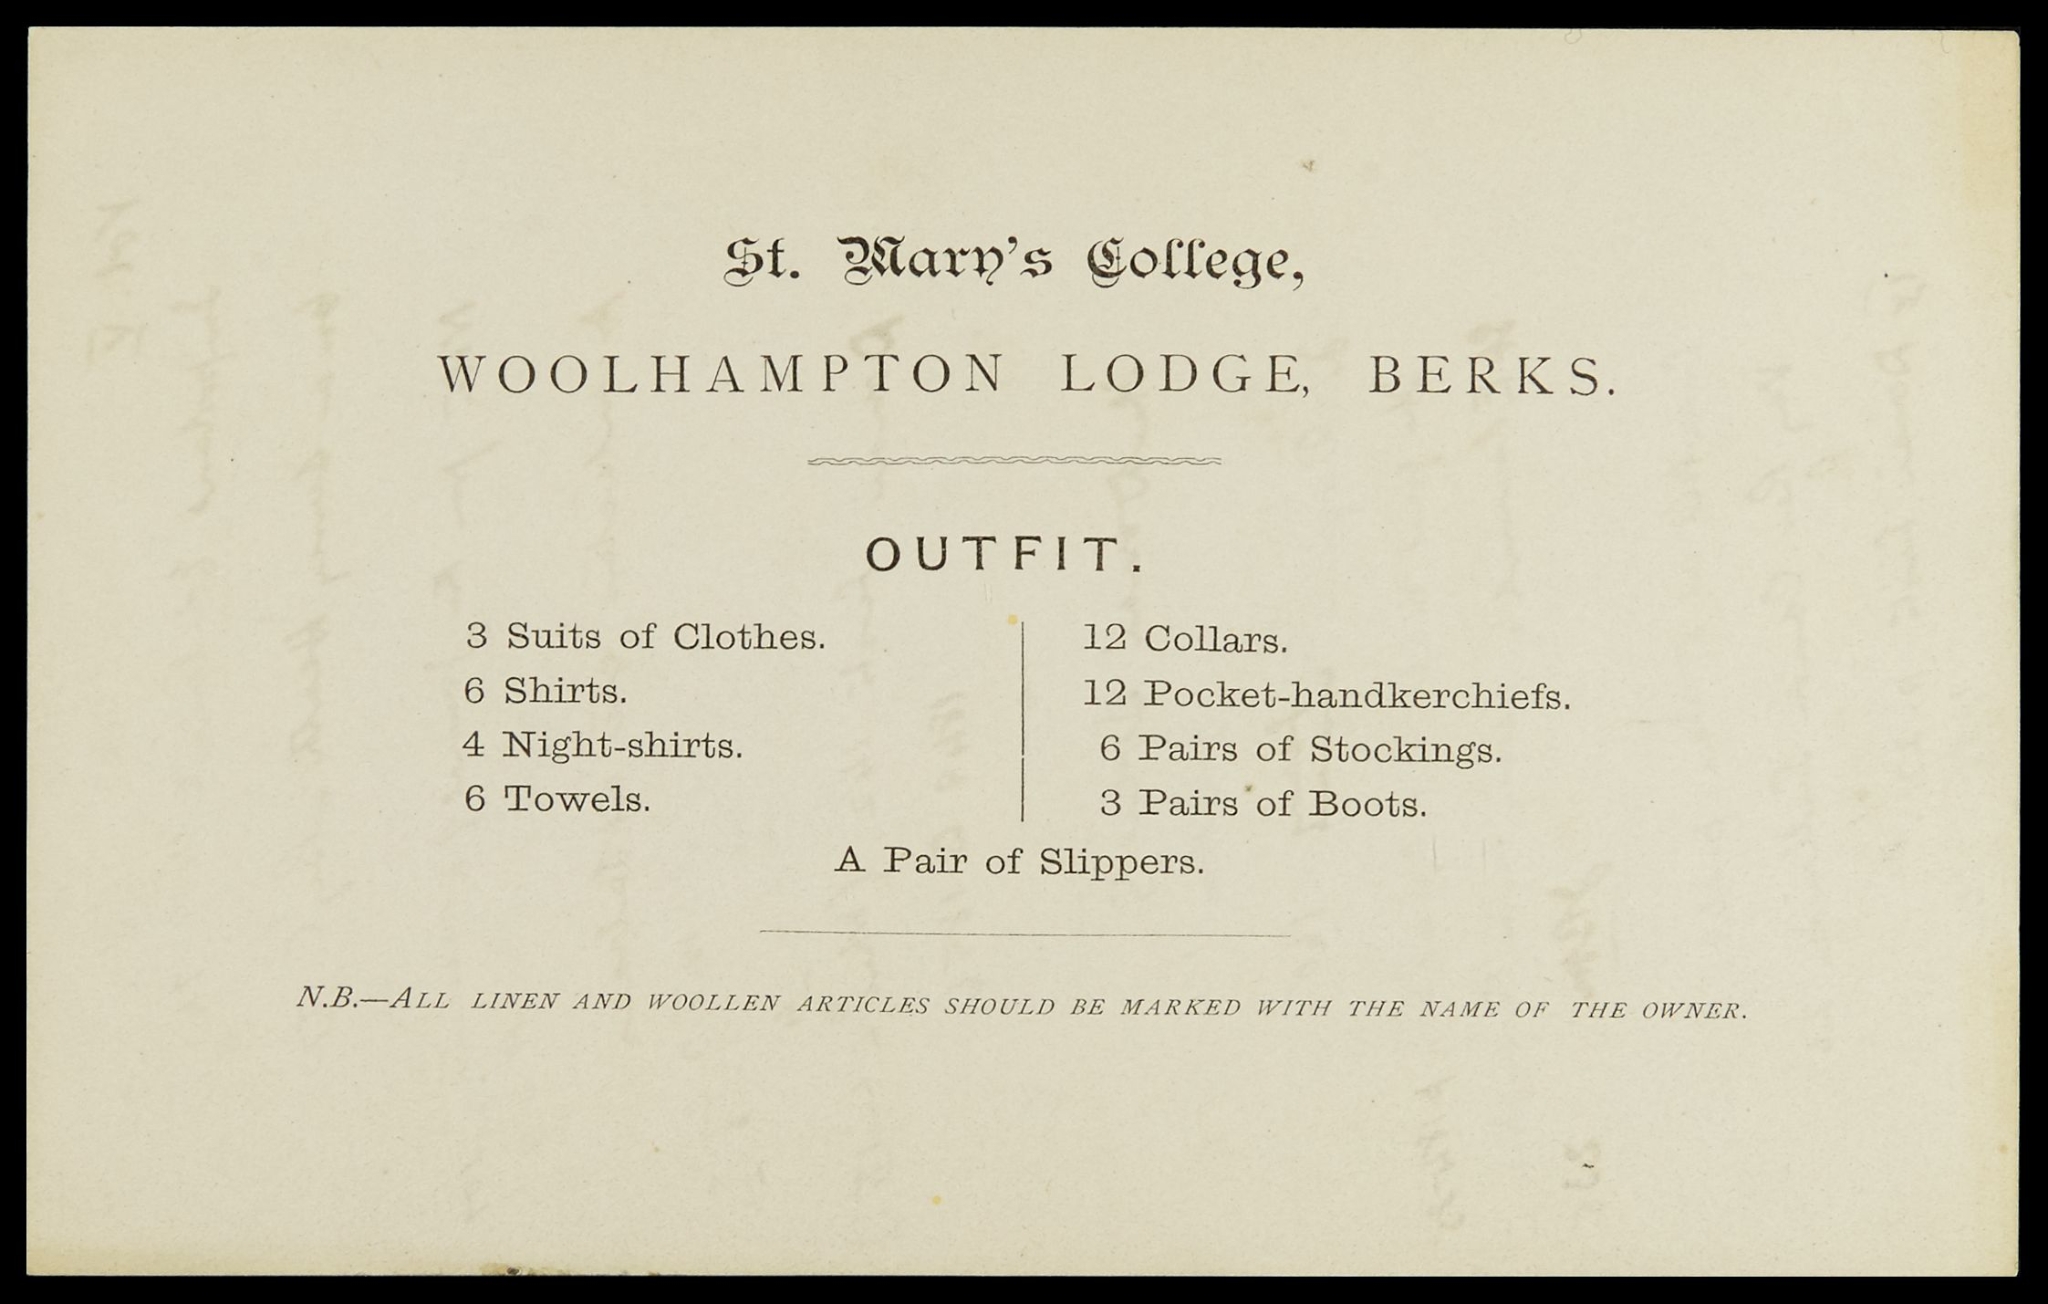 St. Mary's College,
WOOLHAMPTON LODGE, BERKS.
OUTFIT.
3 Suits of Clothes.
6 Shirts.
4 Night-shirts.
6 Towels.
12 Collars.
12 Pocket-handkerchiefs.
6 Pairs of Stockings.
3 Pairs of Boots.
A Pair of Slippers.
N.B.—ALL LINEN AND WOOLLEN ARTICLES SHOULD BE MARKED WITH THE NAME OF THE OWNER.